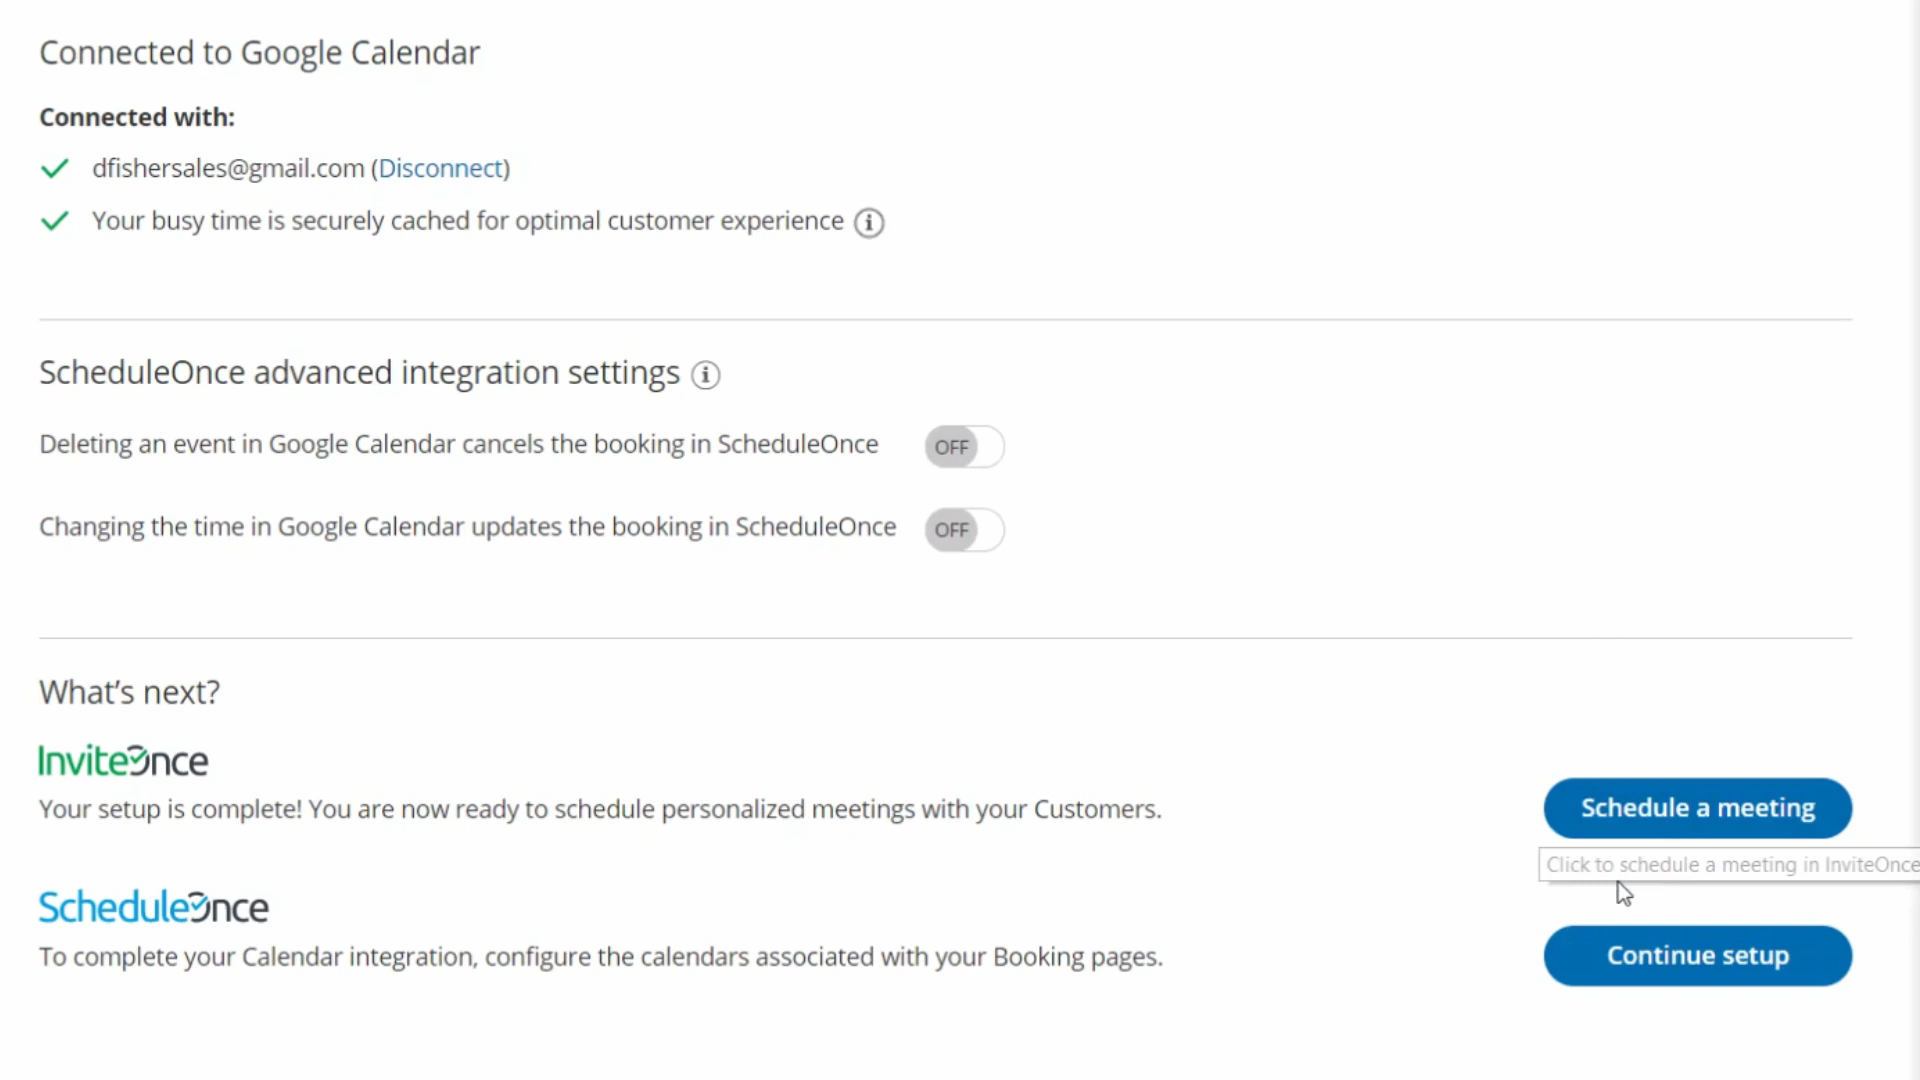 Connected to Google Calendar
Connected with:
dfishersales@gmail.com (Disconnect)
Your busy time is securely cached for optimal customer experience
ScheduleOnce advanced integration settings
Deleting an event in Google Calendar cancels the booking in ScheduleOnce OFF
Changing the time in Google Calendar updates the booking in ScheduleOnce OFF
What's next?
InviteOnce
Your setup is complete! You are now ready to schedule personalized meetings with your Customers.
Schedule a meeting
Click to schedule a meeting in InviteOnce
ScheduleOnce
To complete your Calendar integration, configure the calendars associated with your Booking pages.
Continue setup